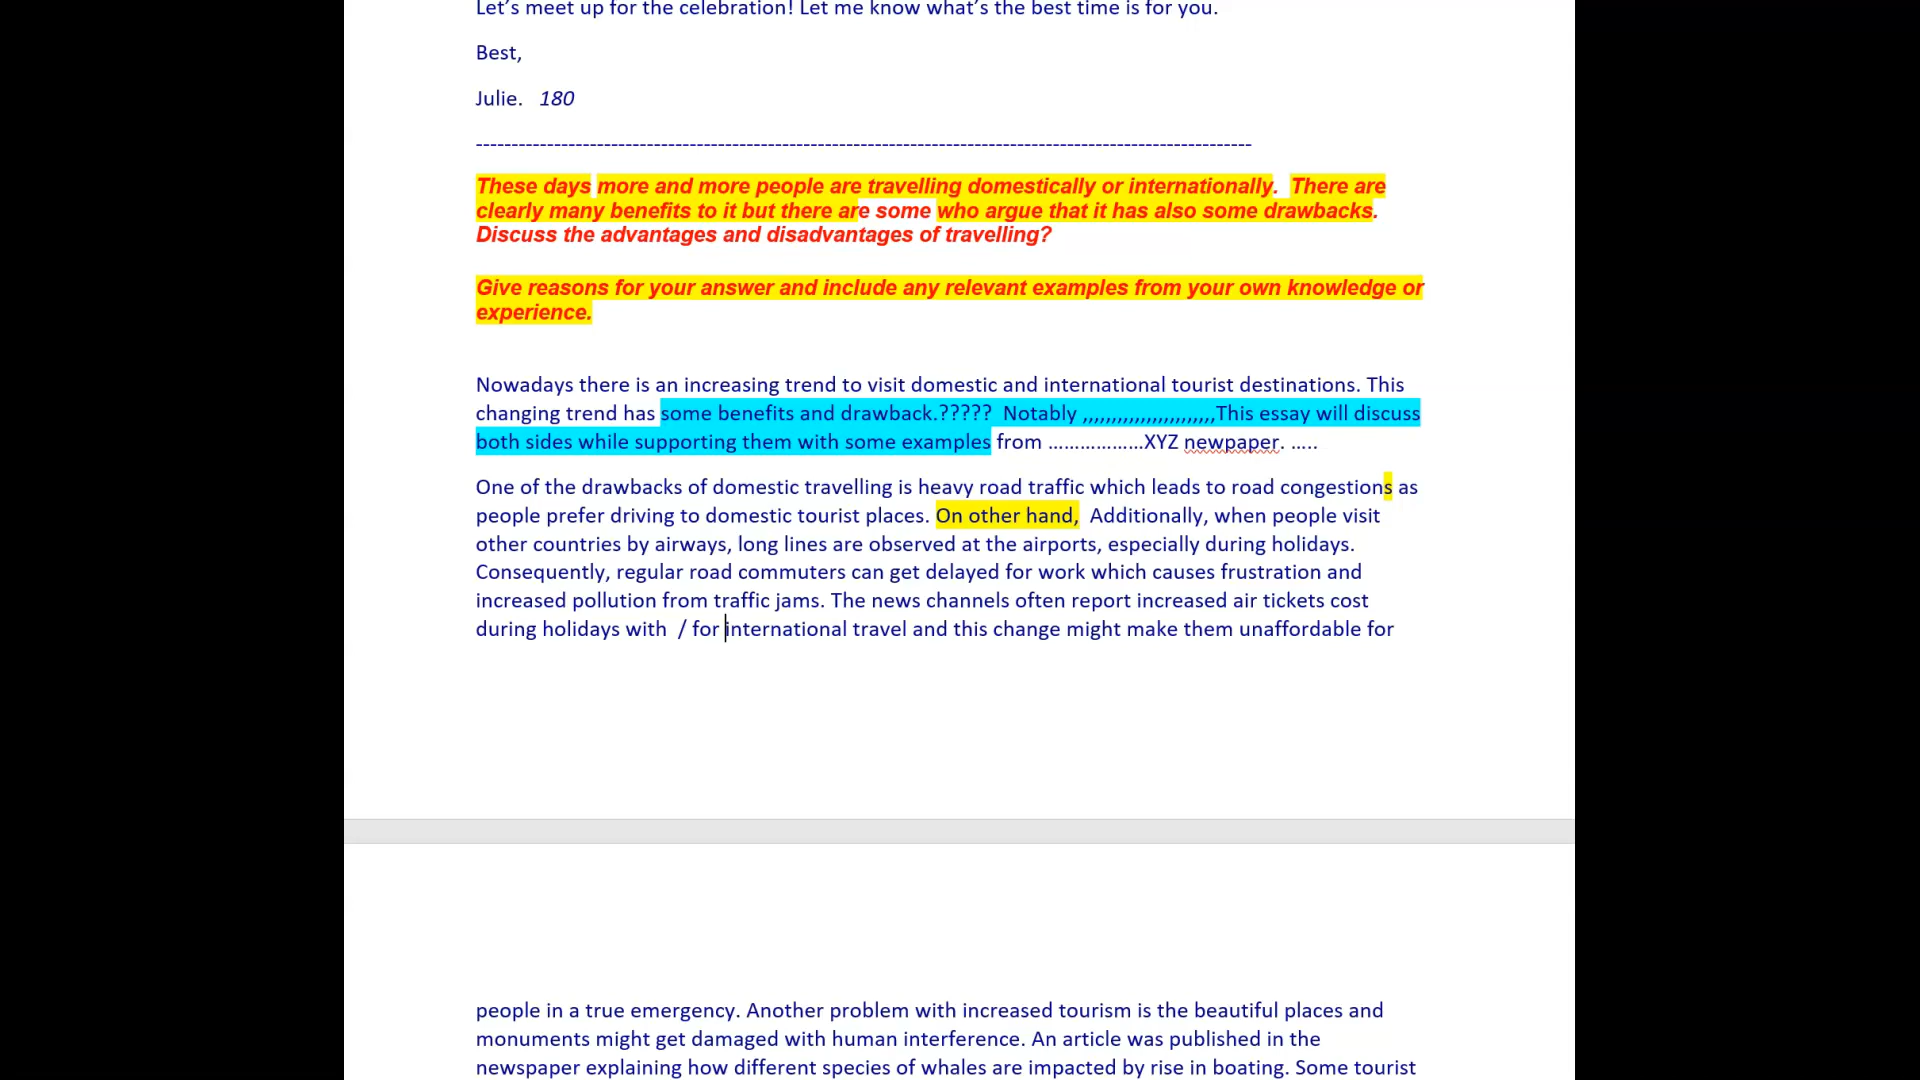 Let's meet up for the celebration! Let me know what's the best time is for you.
Best,
Julie. 180
--------------------------------------------------------------------------------------------------------------
These days more and more people are travelling domestically or internationally. There are
clearly many benefits to it but there are some who argue that it has also some drawbacks.
Discuss the advantages and disadvantages of travelling?
Give reasons for your answer and include any relevant examples from your own knowledge or
experience.
Nowadays there is an increasing trend to visit domestic and international tourist destinations. This
changing trend has some benefits and drawback.????? Notably ,,,,,,,,,,,,,,,,,,,,,,,This essay will discuss
both sides while supporting them with some examples from ………………XYZ newpaper. …..
One of the drawbacks of domestic travelling is heavy road traffic which leads to road congestions as
people prefer driving to domestic tourist places. On other hand, Additionally, when people visit
other countries by airways, long lines are observed at the airports, especially during holidays.
Consequently, regular road commuters can get delayed for work which causes frustration and
increased pollution from traffic jams. The news channels often report increased air tickets cost
during holidays with / for international travel and this change might make them unaffordable for
people in a true emergency. Another problem with increased tourism is the beautiful places and
monuments might get damaged with human interference. An article was published in the
newspaper explaining how different species of whales are impacted by rise in boating. Some tourist